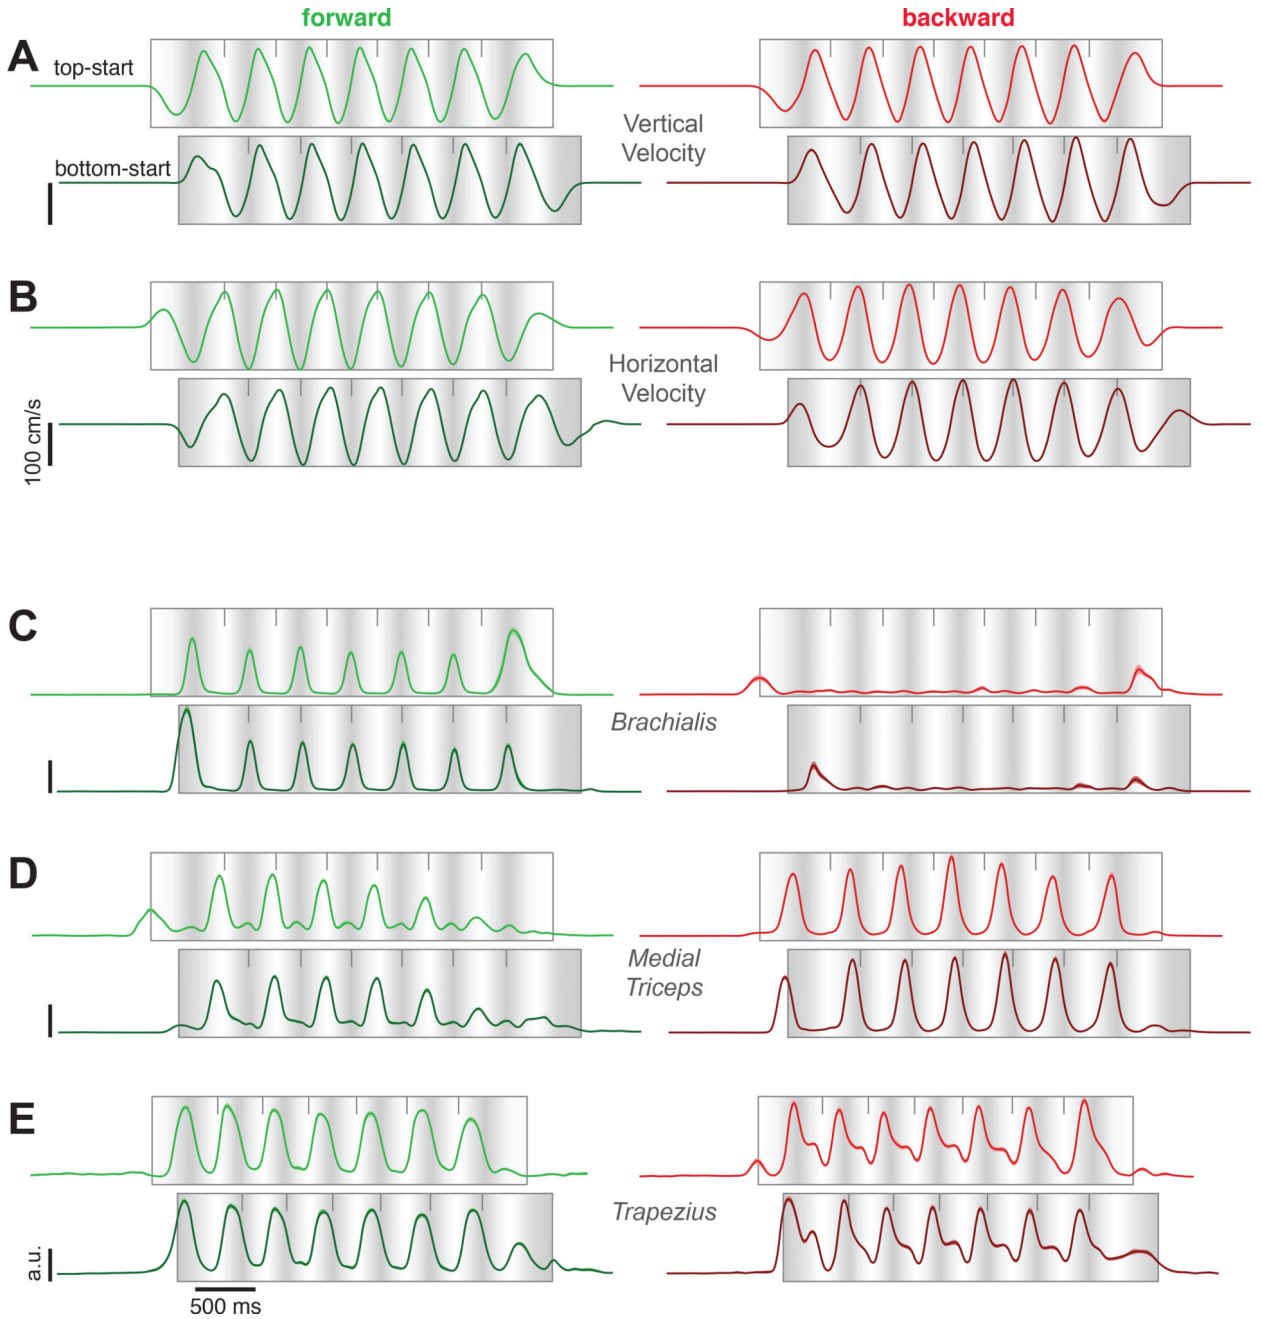 forward
backward
A
top-start
bottom-start
Vertical
Velocity
B
100 cm/s
Horizontal
Velocity
C
Brachialis
D
Medial
Triceps
E
Trapezius
a.u.
500 ms